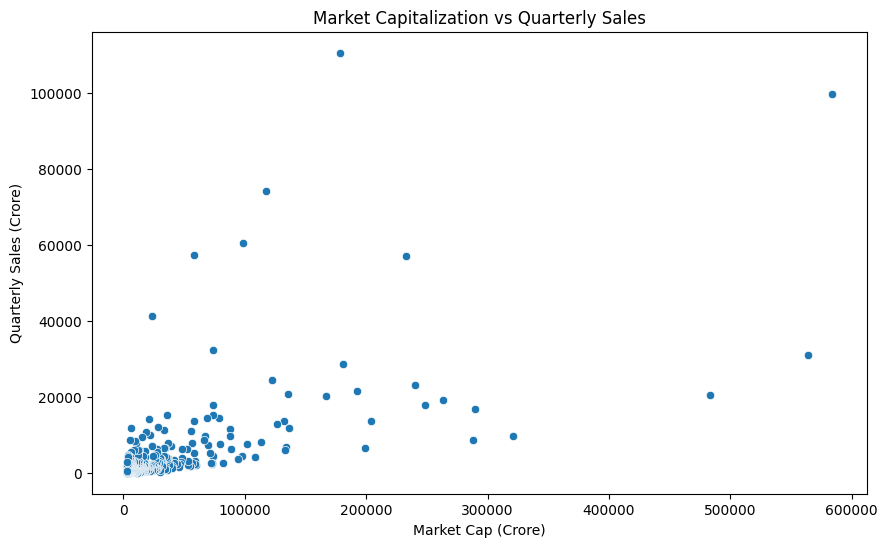 Market Capitalization vs Quarterly Sales
100000
80000
60000
40000
20000
0
Quarterly Sales (Crore)
0 100000 200000 300000 400000 500000 600000
Market Cap (Crore)